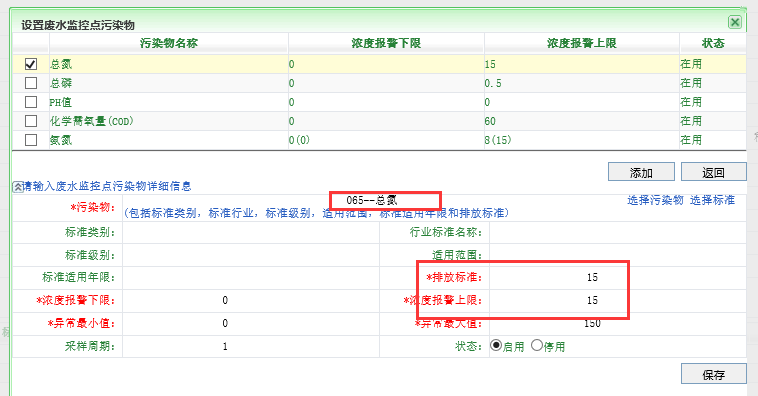 设置废水监控点污染物
污染物名称 浓度报警下限 浓度报警上限 状态
总氮 0 15 在用
总磷 0 0.5 在用
PH值 0 0 在用
化学需氧量(COD) 0 60 在用
氨氮 0(0) 8(15) 在用
添加 返回
请输入废水监控点污染物详细信息
*污染物: 065--总氮 选择污染物 选择标准
(包括标准类别, 标准行业, 标准级别, 适用范围, 标准适用年限和排放标准)
标准类别: 行业标准名称:
标准级别: 适用范围:
标准适用年限: *排放标准: 15
*浓度报警下限: 0 *浓度报警上限: 15
*异常最小值: 0 *异常最大值: 150
采样周期: 1 状态: 启用 停用
保存